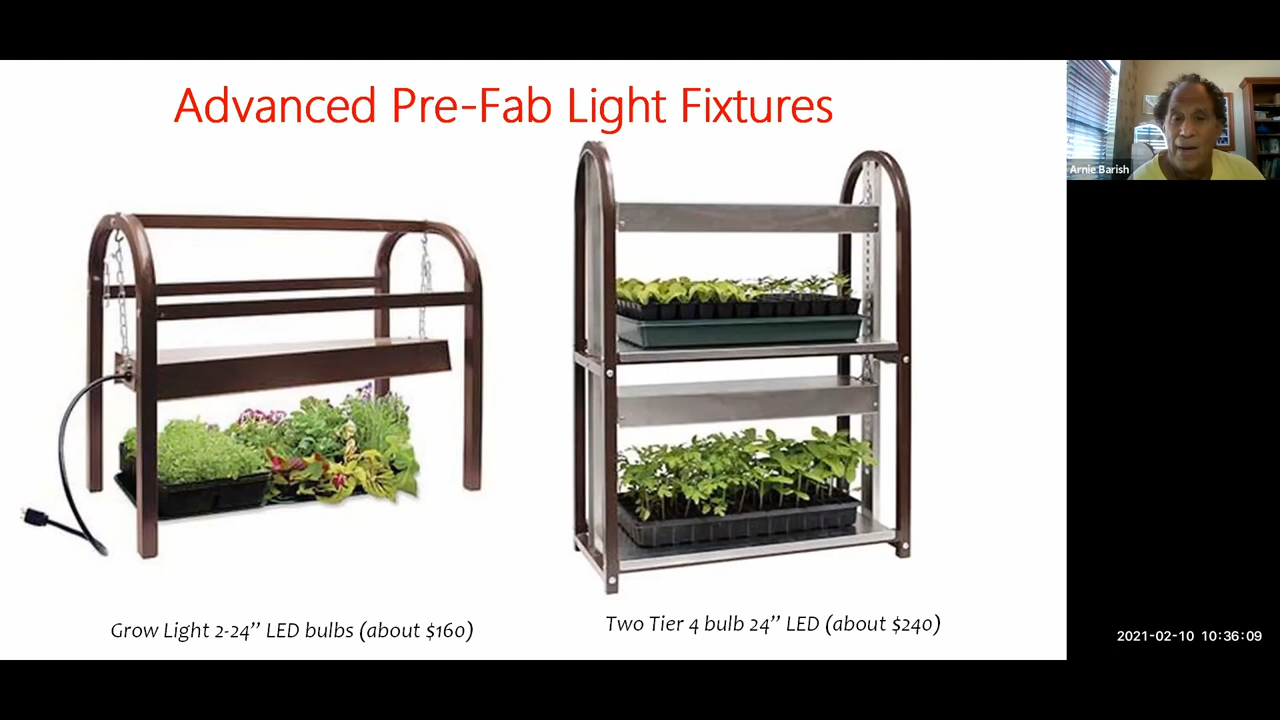 Advanced Pre-Fab Light Fixtures
Arnie Barish
Grow Light 2-24” LED bulbs (about $160)
Two Tier 4 bulb 24” LED (about $240)
2021-02-10 10:36:09